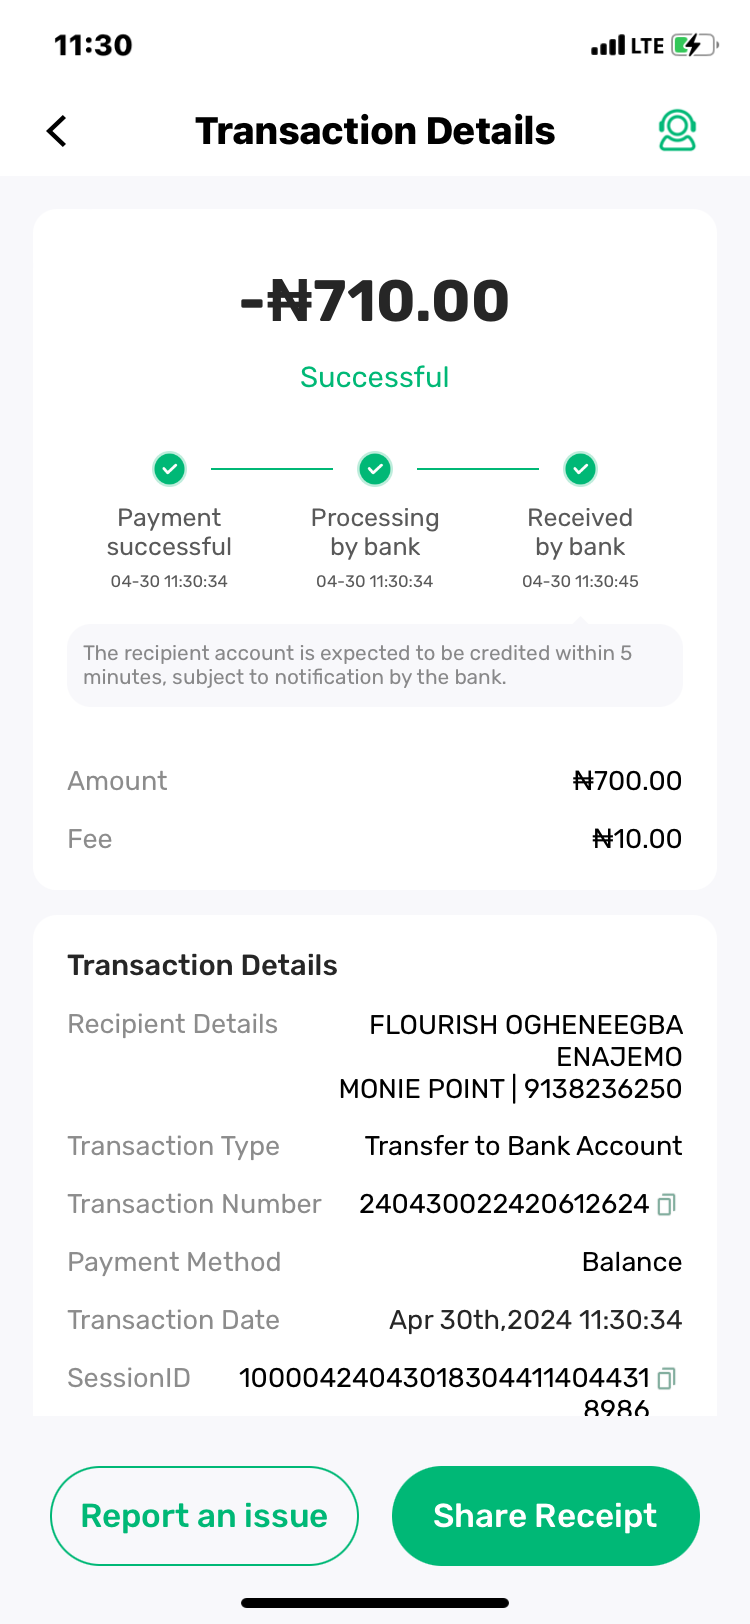 11:30
LTE
Transaction Details
-₦710.00
Successful
Payment successful
04-30 11:30:34
Processing by bank
04-30 11:30:34
Received by bank
04-30 11:30:45
The recipient account is expected to be credited within 5
minutes, subject to notification by the bank.
Amount ₦700.00
Fee ₦10.00
Transaction Details
Recipient Details FLOURISH OGHENEEGBA
ENAJEMO
MONIE POINT | 9138236250
Transaction Type Transfer to Bank Account
Transaction Number 240430022420612624
Payment Method Balance
Transaction Date Apr 30th,2024 11:30:34
SessionID 10000424043018304411404431
8986
Report an issue
Share Receipt